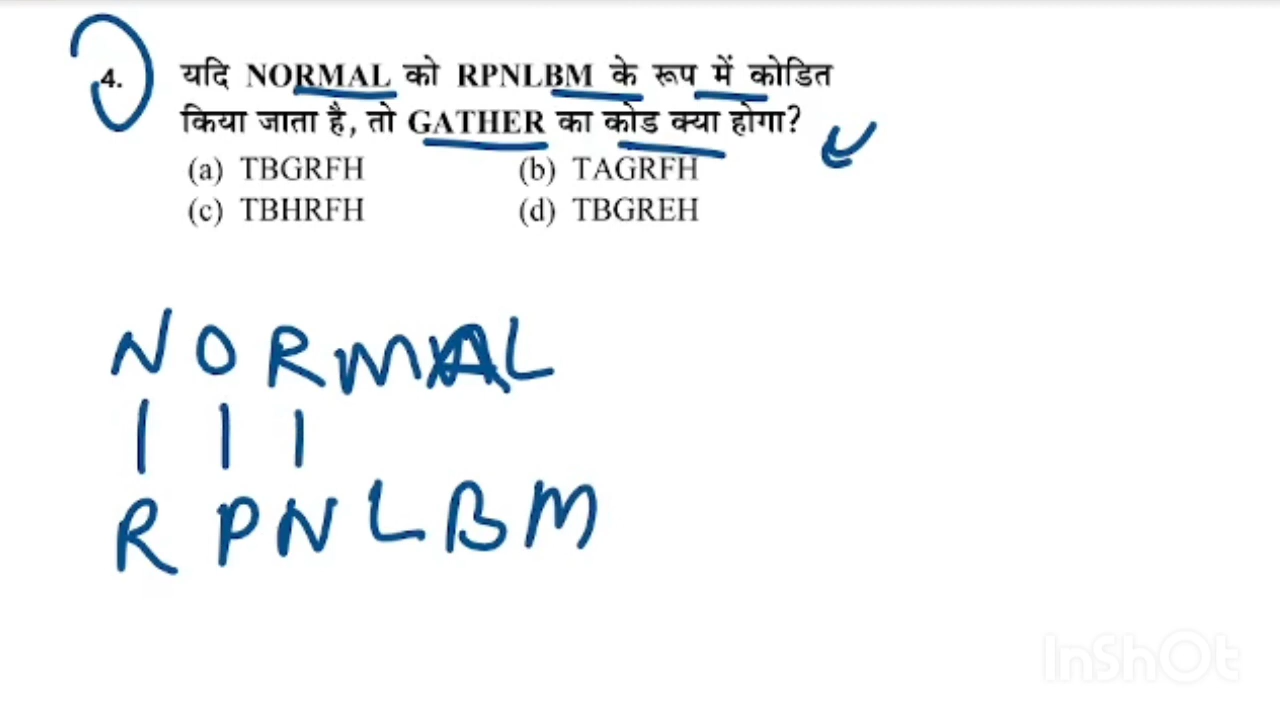 4. यदि NORMAL को RPNLBM के रूप में कोडित
किया जाता है, तो GATHER का कोड क्या होगा?
(a) TBGRFH (b) TAGRFH
(c) TBHRFH (d) TBGREH
NORMAL
RPNLBM
InShOt